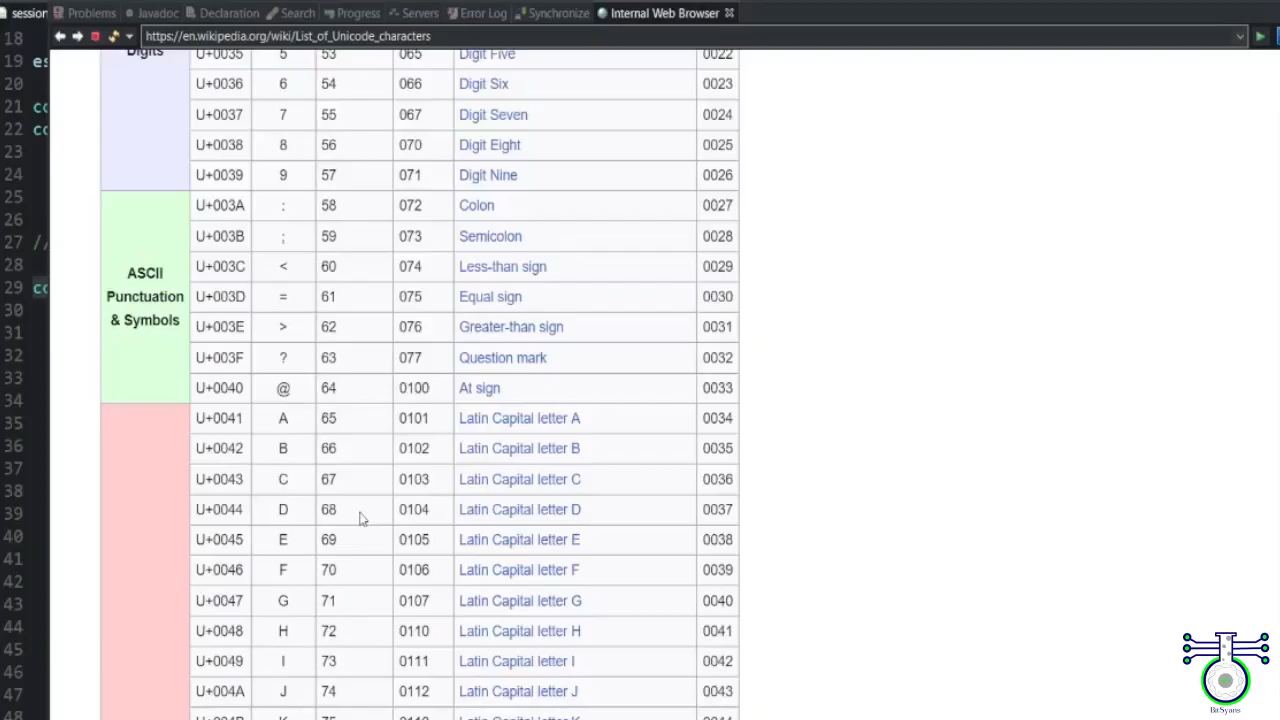 session
Problems Javadoc Declaration Search Progress Servers Error Log Synchronize Internal Web Browser
https://en.wikipedia.org/wiki/List_of_Unicode_characters
18
19 es
20
21 co
22 co
23
24
25
26
27 //
28
29 co
30
31
32
33
34
35
36
37
38
39
40
41
42
43
44
45
46
47
48
Digits
U+0035 5 53 065 Digit Five 0022
U+0036 6 54 066 Digit Six 0023
U+0037 7 55 067 Digit Seven 0024
U+0038 8 56 070 Digit Eight 0025
U+0039 9 57 071 Digit Nine 0026
ASCII
Punctuation
& Symbols
U+003A : 58 072 Colon 0027
U+003B ; 59 073 Semicolon 0028
U+003C < 60 074 Less-than sign 0029
U+003D = 61 075 Equal sign 0030
U+003E > 62 076 Greater-than sign 0031
U+003F ? 63 077 Question mark 0032
U+0040 @ 64 0100 At sign 0033
U+0041 A 65 0101 Latin Capital letter A 0034
U+0042 B 66 0102 Latin Capital letter B 0035
U+0043 C 67 0103 Latin Capital letter C 0036
U+0044 D 68 0104 Latin Capital letter D 0037
U+0045 E 69 0105 Latin Capital letter E 0038
U+0046 F 70 0106 Latin Capital letter F 0039
U+0047 G 71 0107 Latin Capital letter G 0040
U+0048 H 72 0110 Latin Capital letter H 0041
U+0049 I 73 0111 Latin Capital letter I 0042
U+004A J 74 0112 Latin Capital letter J 0043
BitSyans